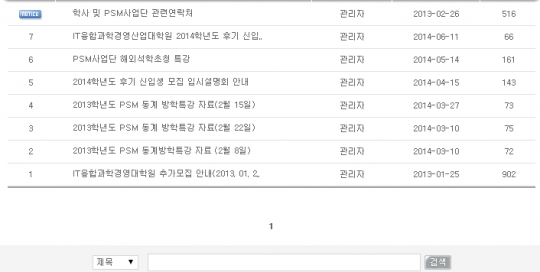 NOTICE 학사 및 PSM사업단 관련연락처 관리자 2013-02-26 516
7 IT융합과학경영산업대학원 2014학년도 후기 신입.. 관리자 2014-06-11 66
6 PSM사업단 해외석학초청 특강 관리자 2014-05-14 161
5 2014학년도 후기 신입생 모집 입시설명회 안내 관리자 2014-04-15 143
4 2013학년도 PSM 동계 방학특강 자료(2월 15일) 관리자 2014-03-27 73
3 2013학년도 PSM 동계 방학특강 자료 (2월 22일) 관리자 2014-03-10 75
2 2013학년도 PSM 동계방학특강 자료 (2월 8일) 관리자 2014-03-10 72
1 IT융합과학경영대학원 추가모집 안내(2013. 01. 2.. 관리자 2013-01-25 902
1
제목 검색